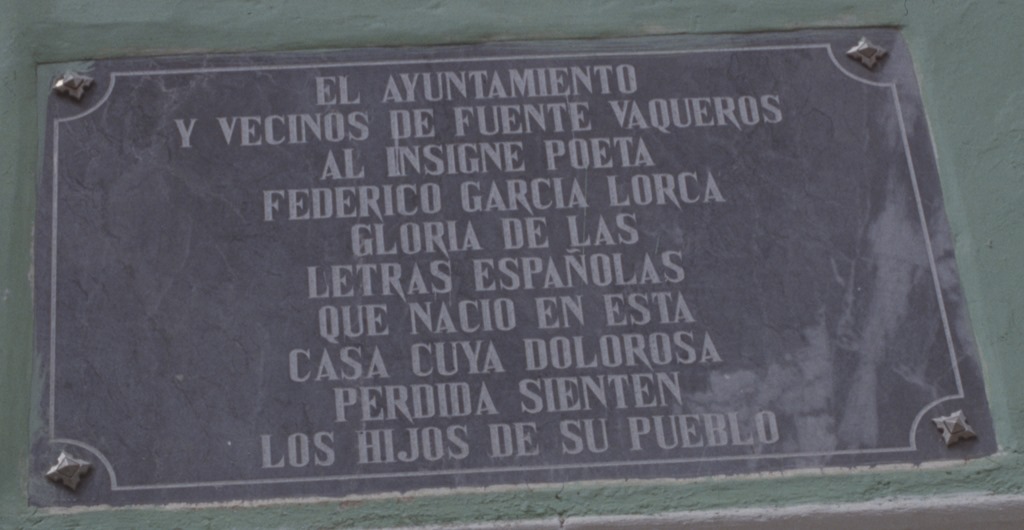 EL AYUNTAMIENTO
Y VECINOS DE FUENTE VAQUEROS
AL INSIGNE POETA
FEDERICO GARCIA LORCA
GLORIA DE LAS
LETRAS ESPAÑOLAS
QUE NACIO EN ESTA
CASA CUYA DOLOROSA
PERDIDA SIENTEN
LOS HIJOS DE SU PUEBLO